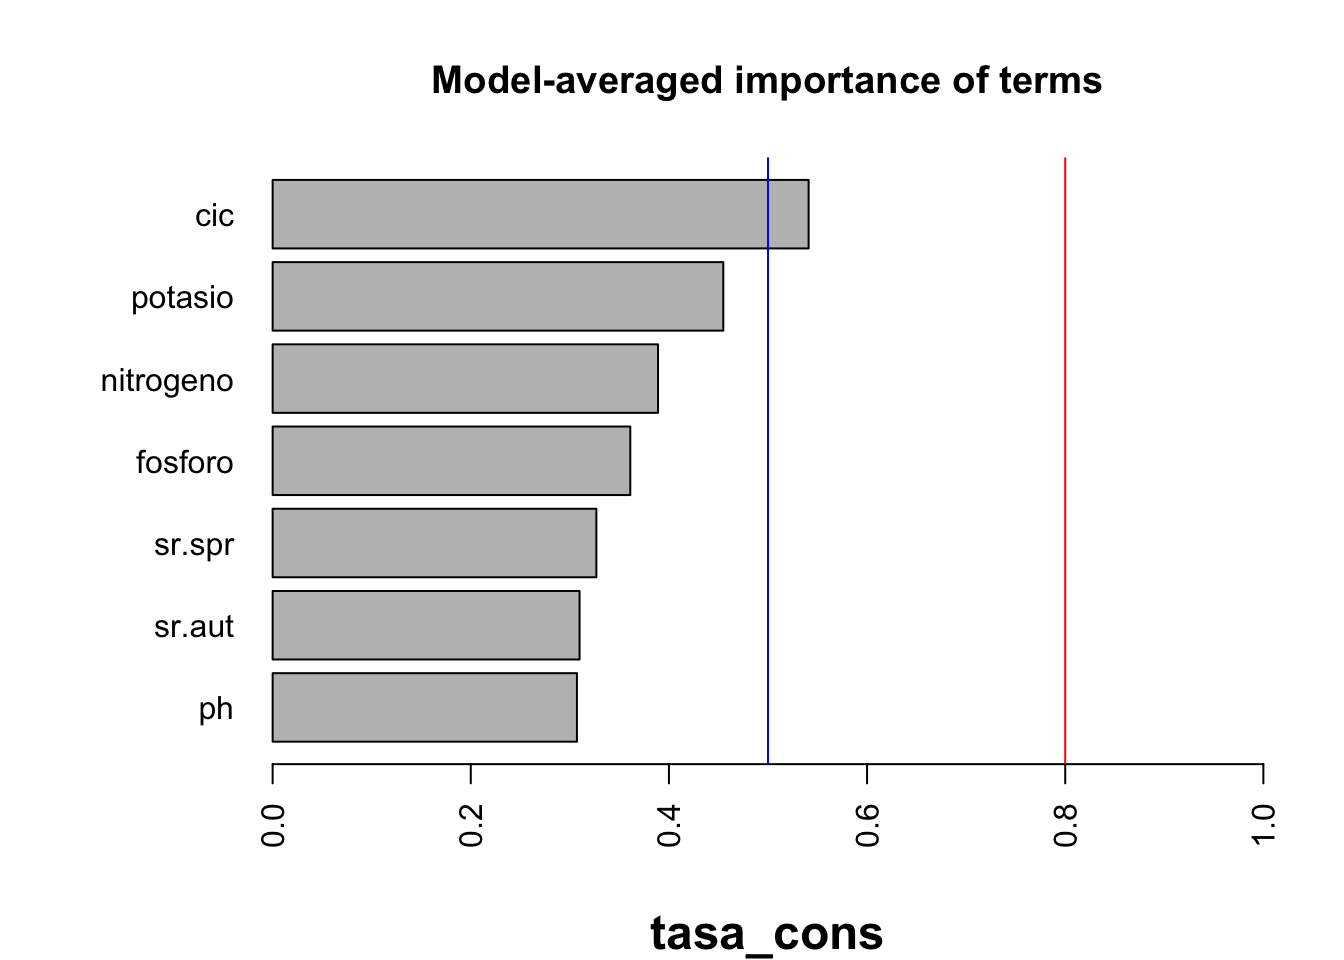 Model-averaged importance of terms
cic
potasio
nitrogeno
fosforo
sr.spr
sr.aut
ph
0.0 0.2 0.4 0.6 0.8 1.0
tasa_cons